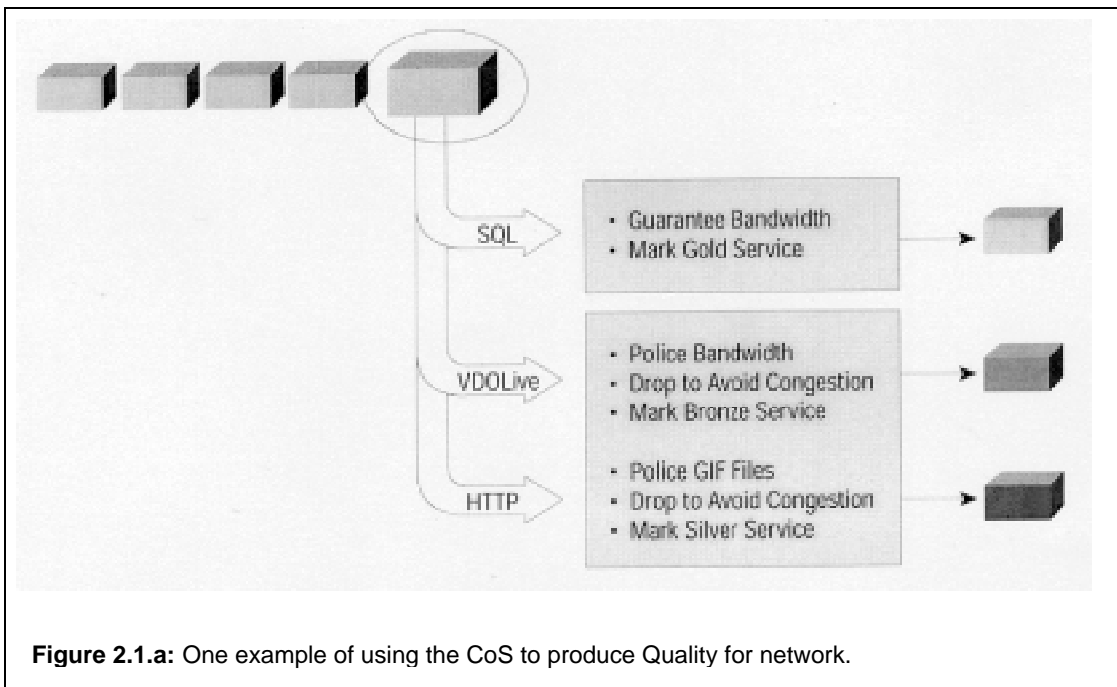 SQL
• Guarantee Bandwidth
• Mark Gold Service
VDOLive
• Police Bandwidth
• Drop to Avoid Congestion
• Mark Bronze Service
HTTP
• Police GIF Files
• Drop to Avoid Congestion
• Mark Silver Service
Figure 2.1.a: One example of using the CoS to produce Quality for network.